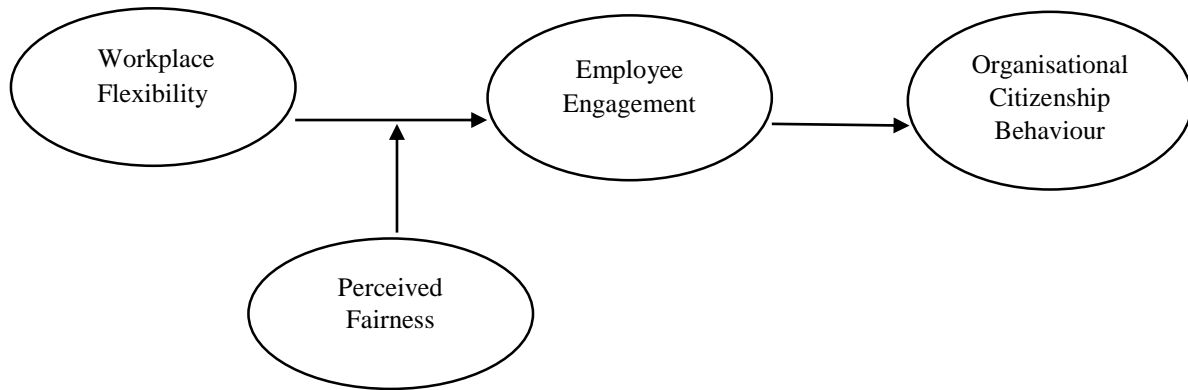 Workplace
Flexibility
Employee
Engagement
Organisational
Citizenship
Behaviour
Perceived
Fairness